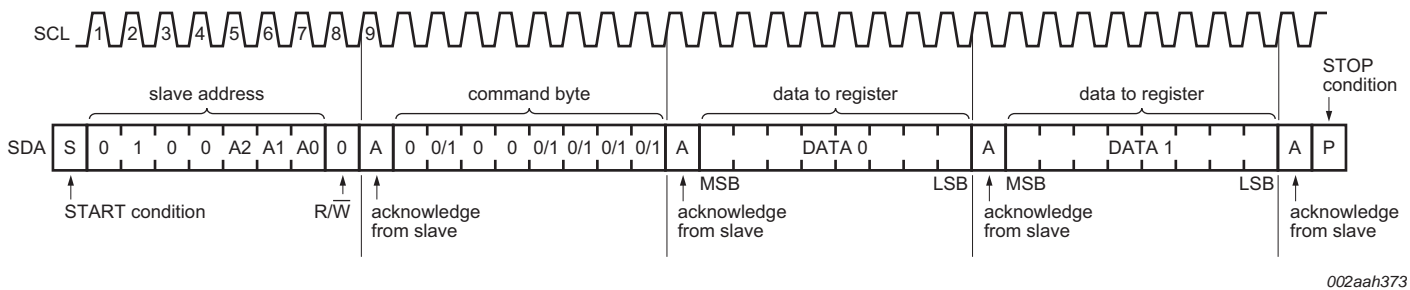 SCL 1 2 3 4 5 6 7 8 9
STOP
condition
slave address command byte data to register data to register
SDA S 0 1 0 0 A2 A1 A0 0 A 0 0/1 0 0 0/1 0/1 0/1 0/1 A DATA 0 A DATA 1 A P
MSB LSB MSB LSB
START condition R/W̅ acknowledge
from slave
acknowledge
from slave
acknowledge
from slave
acknowledge
from slave
002aah373